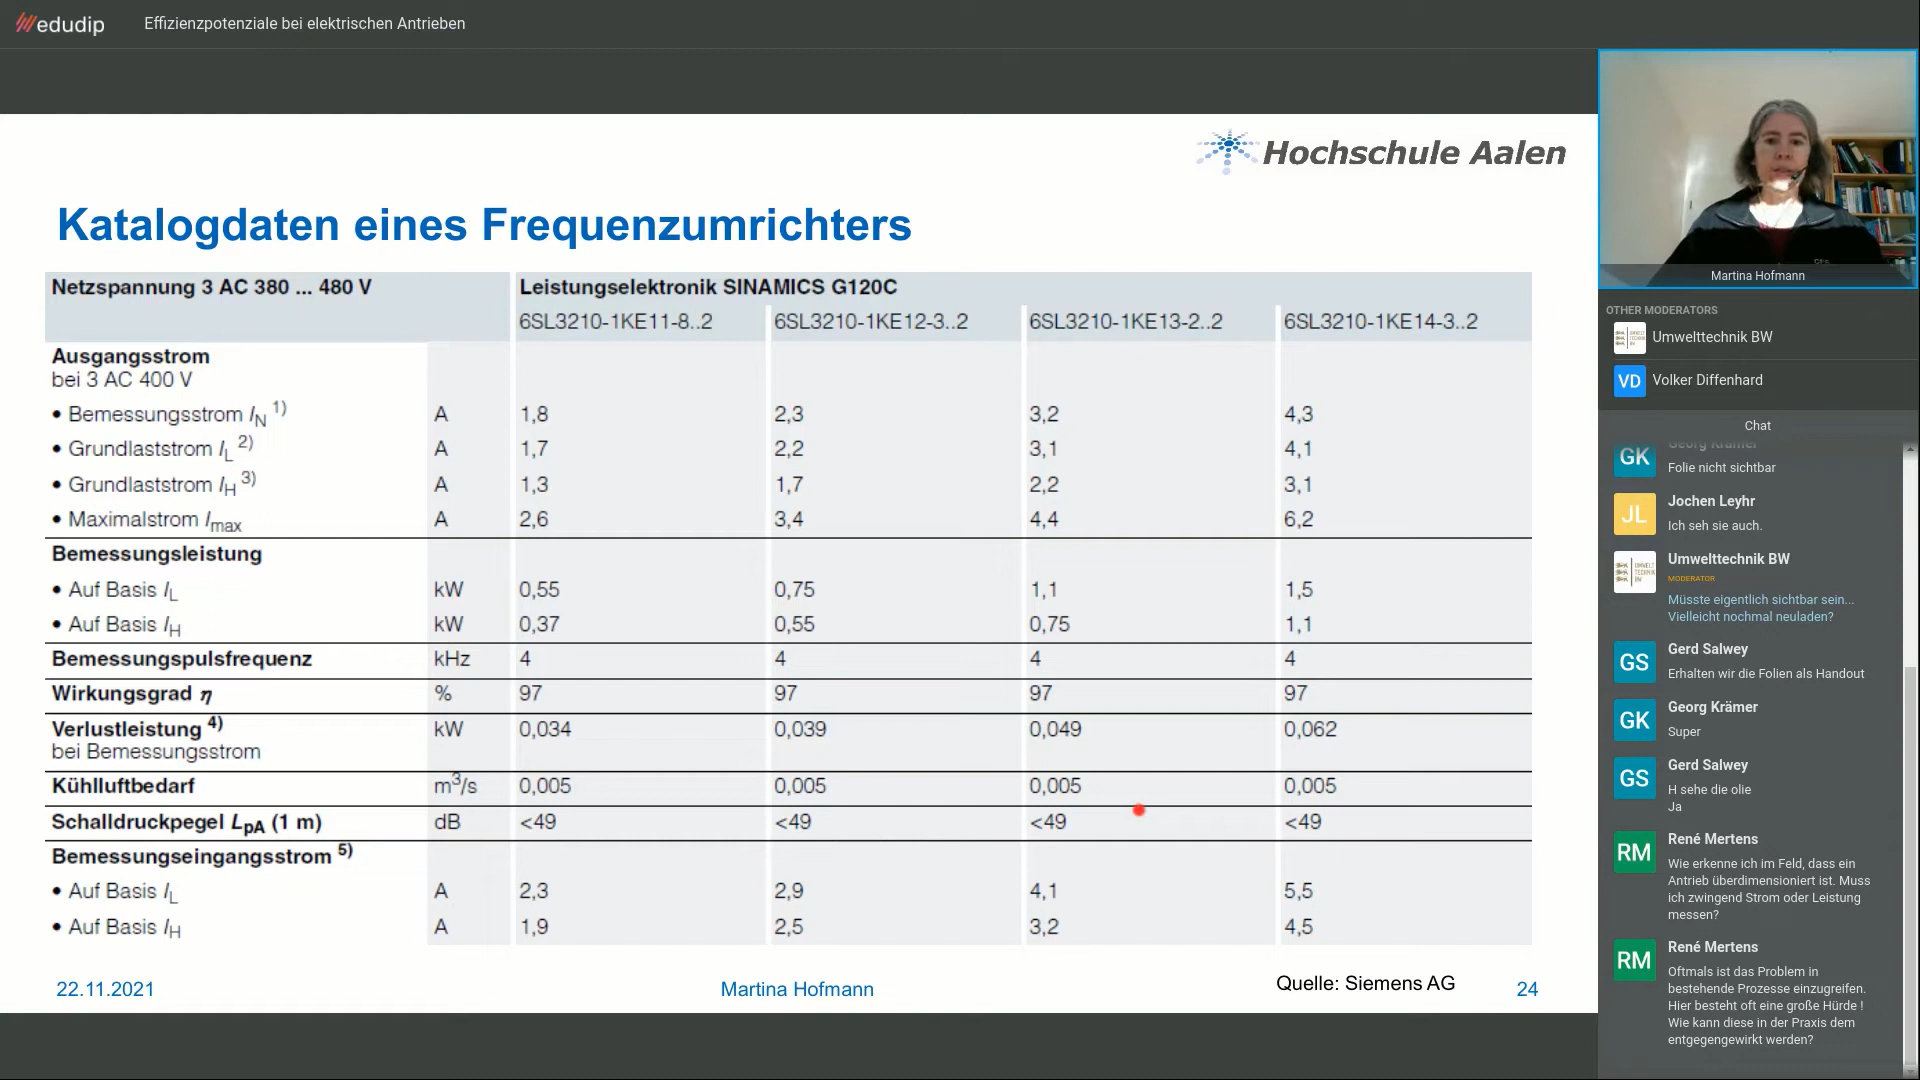 edudip
Effizienzpotenziale bei elektrischen Antrieben
Hochschule Aalen
Katalogdaten eines Frequenzumrichters
Netzspannung 3 AC 380 ... 480 V Leistungselektronik SINAMICS G120C
6SL3210-1KE11-8..2 6SL3210-1KE12-3..2 6SL3210-1KE13-2..2 6SL3210-1KE14-3..2
Ausgangsstrom
bei 3 AC 400 V
• Bemessungsstrom IN 1) A 1,8 2,3 3,2 4,3
• Grundlaststrom IL 2) A 1,7 2,2 3,1 4,1
• Grundlaststrom IH 3) A 1,3 1,7 2,2 3,1
• Maximalstrom Imax A 2,6 3,4 4,4 6,2
Bemessungsleistung
• Auf Basis IL kW 0,55 0,75 1,1 1,5
• Auf Basis IH kW 0,37 0,55 0,75 1,1
Bemessungspulsfrequenz kHz 4 4 4 4
Wirkungsgrad η % 97 97 97 97
Verlustleistung 4) kW 0,034 0,039 0,049 0,062
bei Bemessungsstrom
Kühlluftbedarf m3/s 0,005 0,005 0,005 0,005
Schalldruckpegel LpA (1 m) dB <49 <49 <49 <49
Bemessungseingangsstrom 5)
• Auf Basis IL A 2,3 2,9 4,1 5,5
• Auf Basis IH A 1,9 2,5 3,2 4,5
22.11.2021 Martina Hofmann Quelle: Siemens AG 24
Martina Hofmann
OTHER MODERATORS
Umwelttechnik BW
VD Volker Diffenhard
Chat
Georg Krämer
GK
Folie nicht sichtbar
Jochen Leyhr
JL
Ich seh sie auch.
Umwelttechnik BW
MODERATOR
Müsste eigentlich sichtbar sein...
Vielleicht nochmal neuladen?
Gerd Salwey
GS
Erhalten wir die Folien als Handout
Georg Krämer
GK
Super
Gerd Salwey
GS
H sehe die olie
Ja
René Mertens
RM
Wie erkenne ich im Feld, dass ein
Antrieb überdimensioniert ist. Muss
ich zwingend Strom oder Leistung
messen?
René Mertens
RM
Oftmals ist das Problem in
bestehende Prozesse einzugreifen.
Hier besteht oft eine große Hürde !
Wie kann diese in der Praxis dem
entgegengewirkt werden?